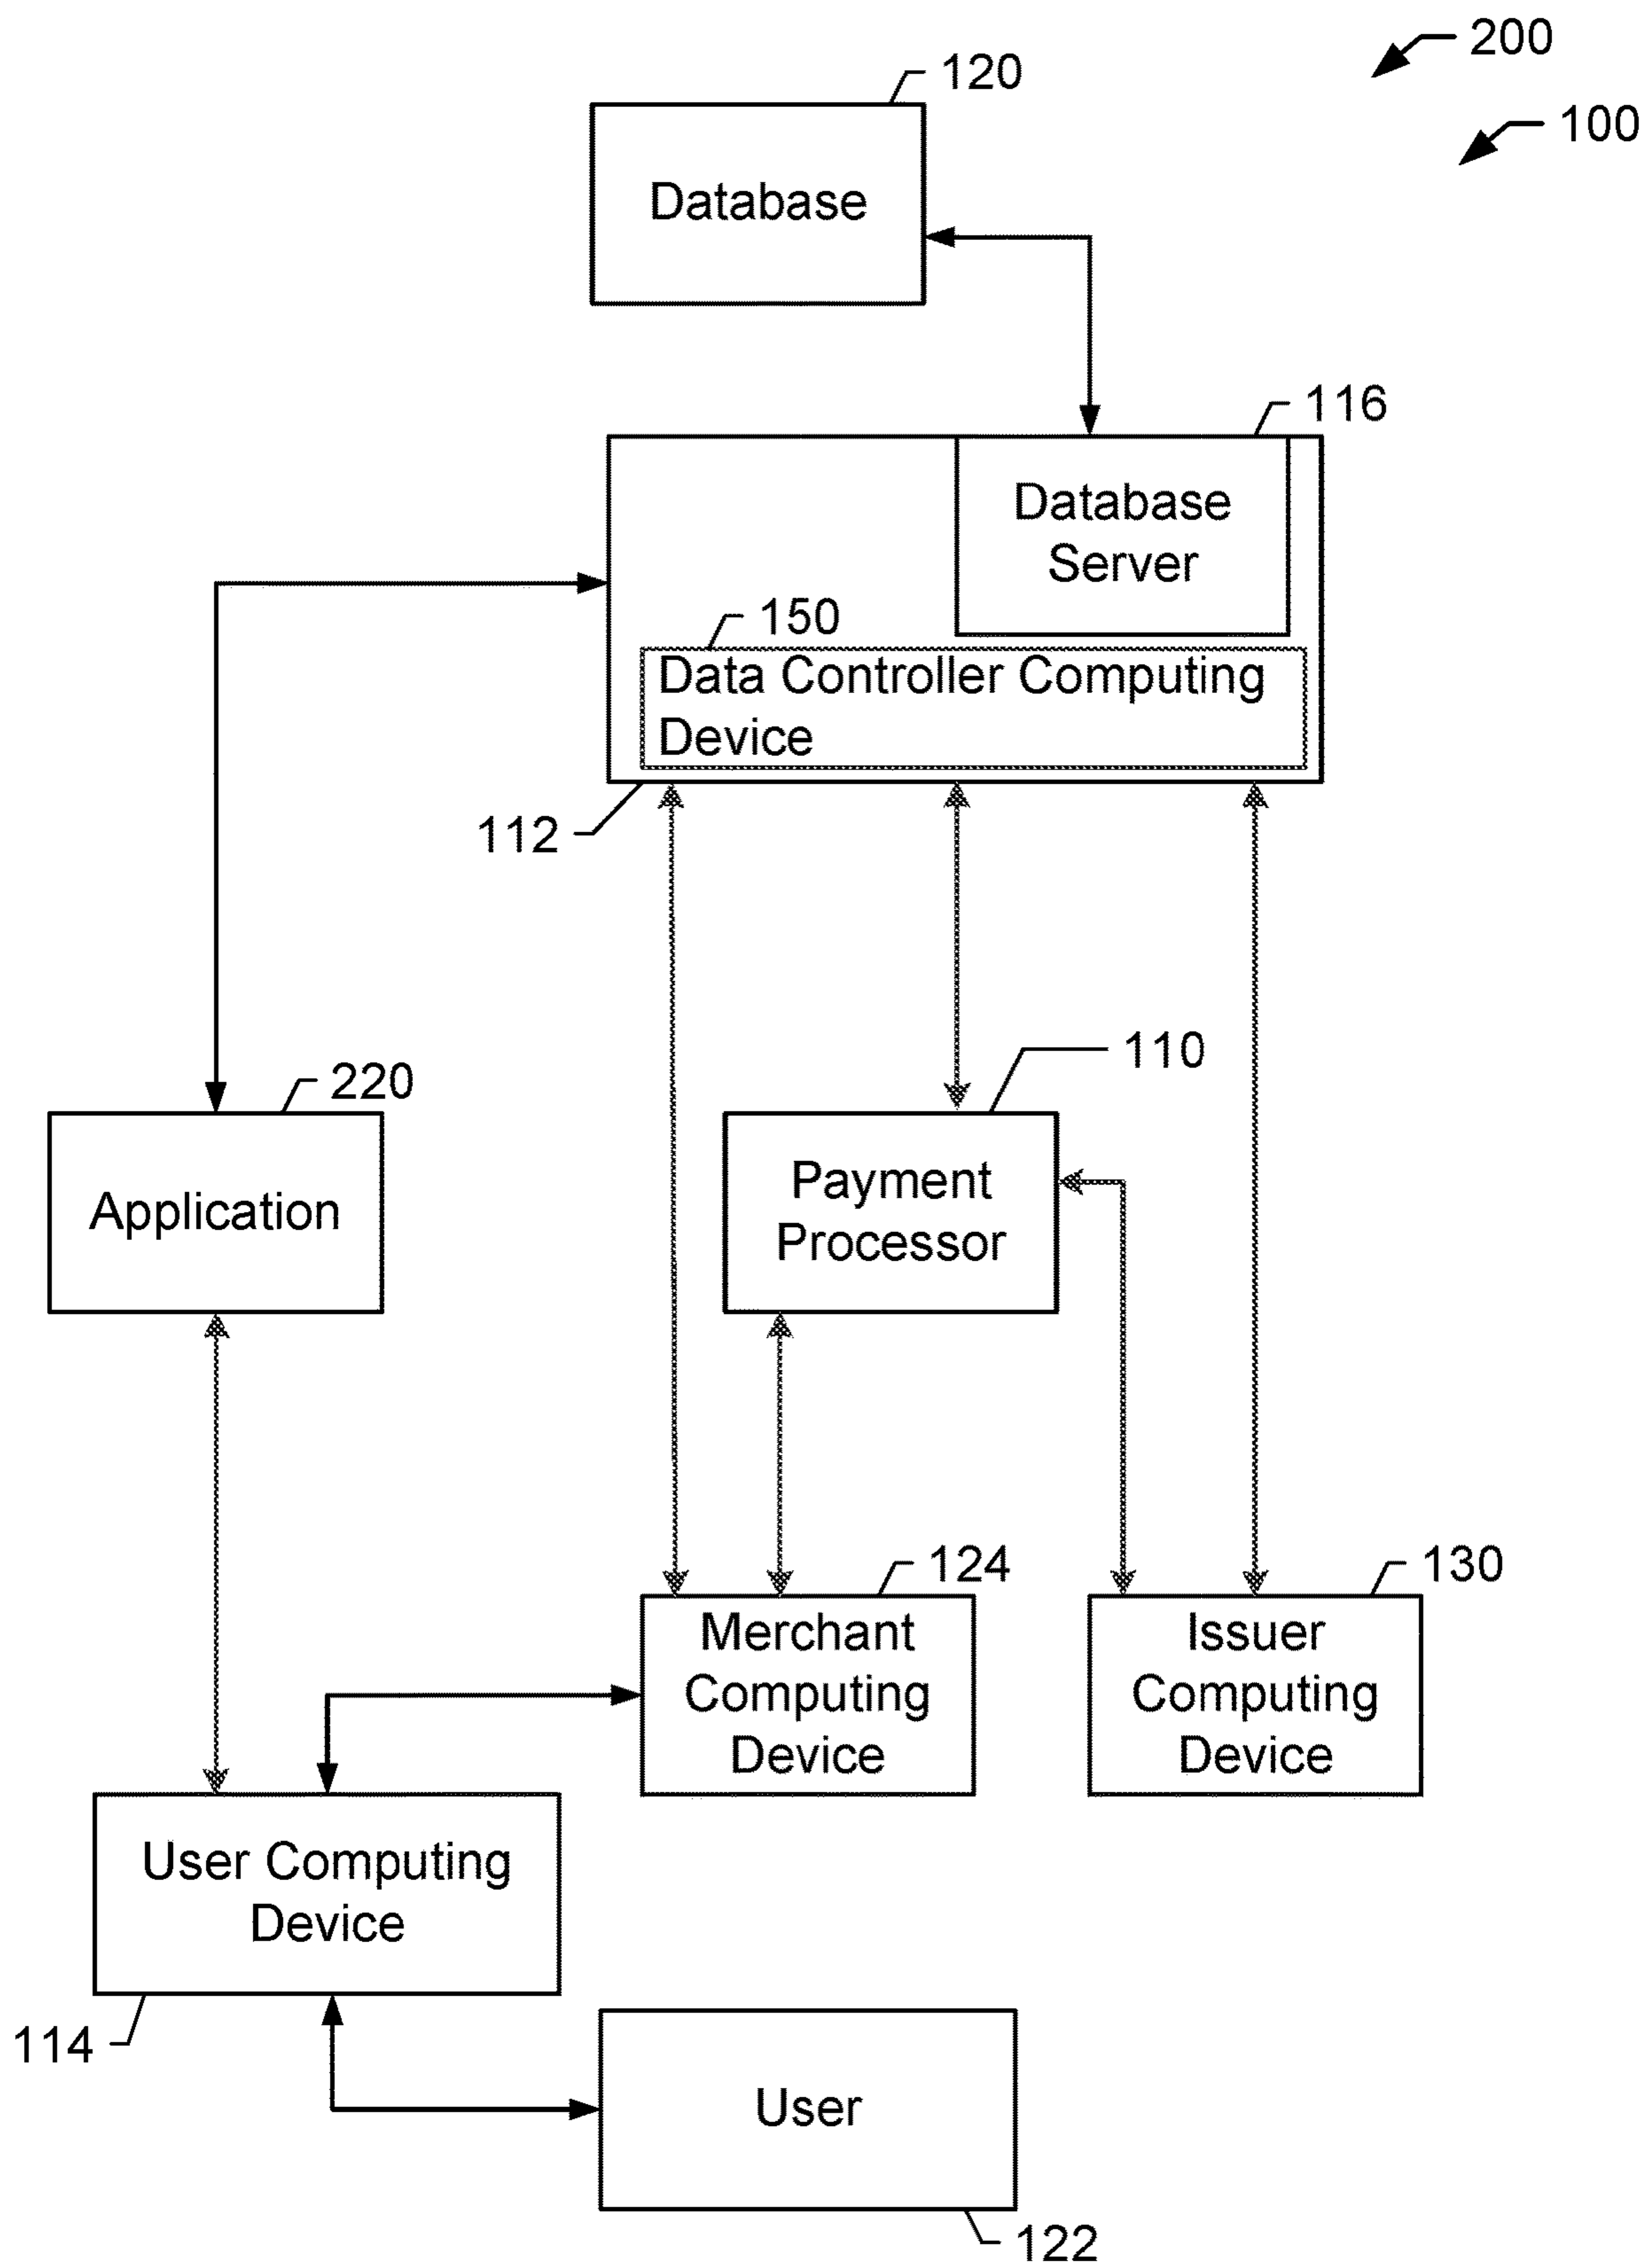 200
100
120
Database
116
Database
Server
150
Data Controller Computing
Device
112
110
220
Payment
Processor
Application
124
130
Merchant
Computing
Device
Issuer
Computing
Device
User Computing
Device
114
User
122